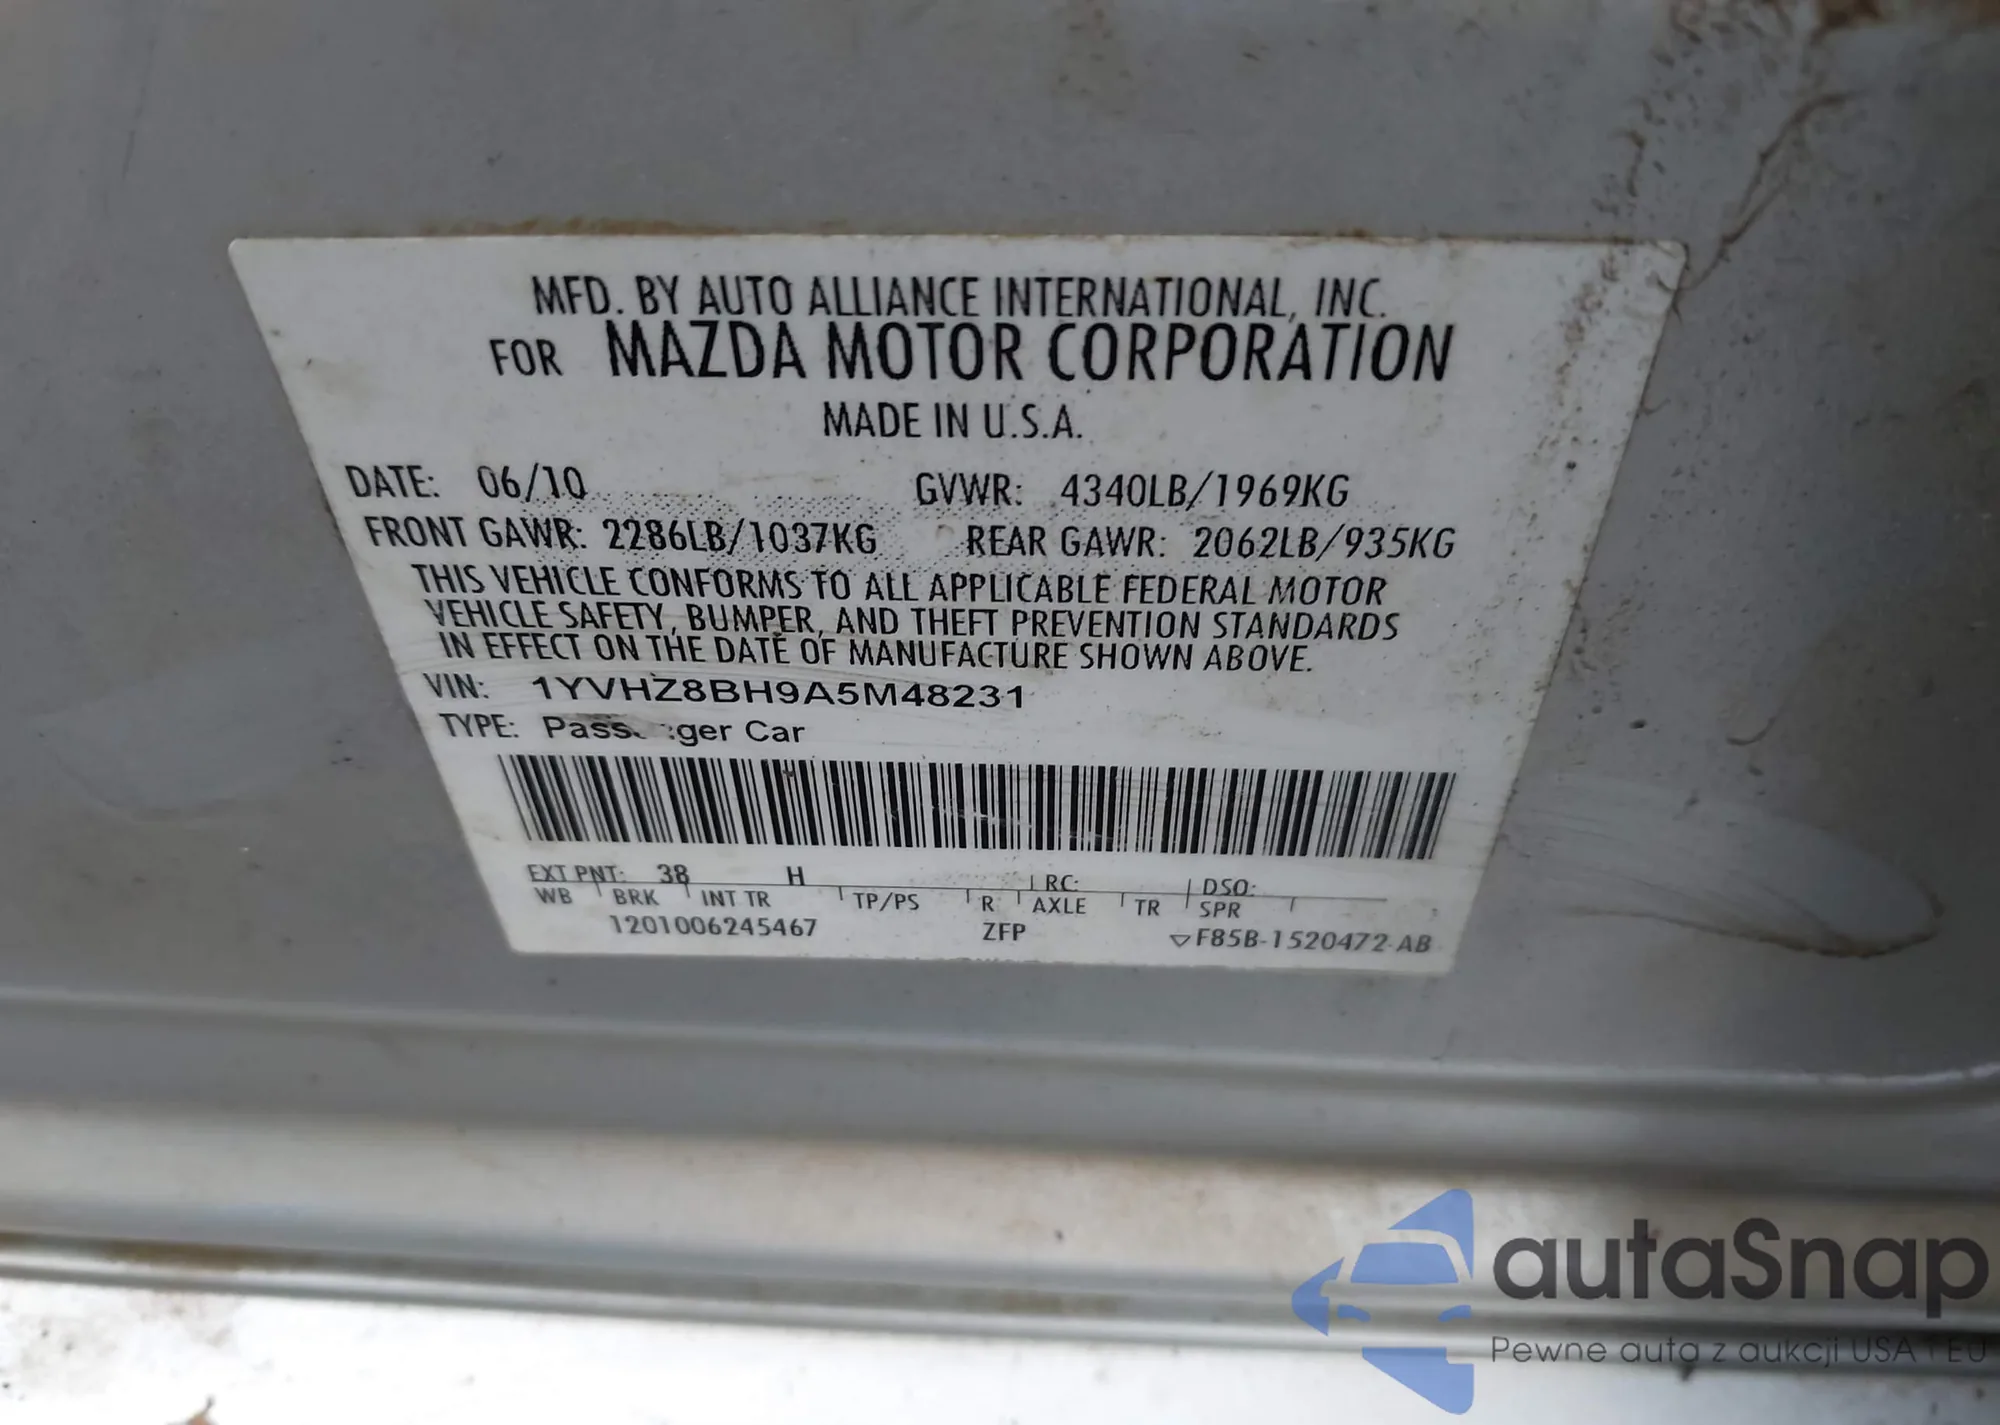 MFD. BY AUTO ALLIANCE INTERNATIONAL, INC.
FOR MAZDA MOTOR CORPORATION
MADE IN U.S.A.
DATE: 06/10 GVWR: 4340LB/1969KG
FRONT GAWR: 2286LB/1037KG REAR GAWR: 2062LB/935KG
THIS VEHICLE CONFORMS TO ALL APPLICABLE FEDERAL MOTOR
VEHICLE SAFETY, BUMPER, AND THEFT PREVENTION STANDARDS
IN EFFECT ON THE DATE OF MANUFACTURE SHOWN ABOVE.
VIN: 1YVHZ8BH9A5M48231
TYPE: Passenger Car
EXT PNT: 38 H RC: DSO:
WB BRK INT TR TP/PS R AXLE TR SPR
1201006245467 ZFP ▽F85B-1520472-AB
autaSnap
Pewne auta z aukcji USA i EU